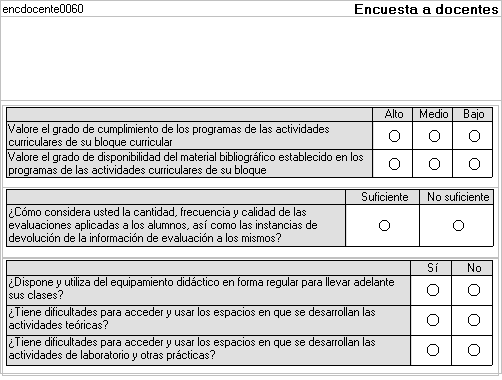 encdocente0060 Encuesta a docentes
Alto Medio Bajo
Valore el grado de cumplimiento de los programas de las actividades
curriculares de su bloque curricular
Valore el grado de disponibilidad del material bibliográfico establecido en los
programas de las actividades curriculares de su bloque
Suficiente No suficiente
¿Cómo considera usted la cantidad, frecuencia y calidad de las
evaluaciones aplicadas a los alumnos, así como las instancias de
devolución de la información de evaluación a los mismos?
Sí No
¿Dispone y utiliza del equipamiento didáctico en forma regular para llevar adelante
sus clases?
¿Tiene dificultades para acceder y usar los espacios en que se desarrollan las
actividades teóricas?
¿Tiene dificultades para acceder y usar los espacios en que se desarrollan las
actividades de laboratorio y otras prácticas?